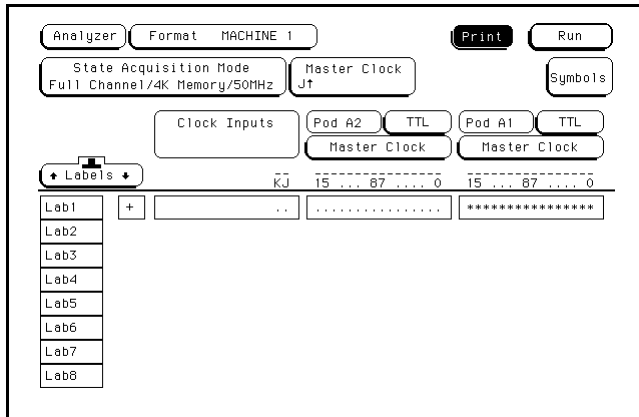 Analyzer Format MACHINE 1 Print Run
State Acquisition Mode
Full Channel/4K Memory/50MHz
Master Clock
J↑
Symbols
Clock Inputs
Pod A2 TTL
Master Clock
Pod A1 TTL
Master Clock
↑ Labels ↓
KJ 15 ... 87 .... 0 15 ... 87 .... 0
Lab1 + .. ................ ****************
Lab2
Lab3
Lab4
Lab5
Lab6
Lab7
Lab8